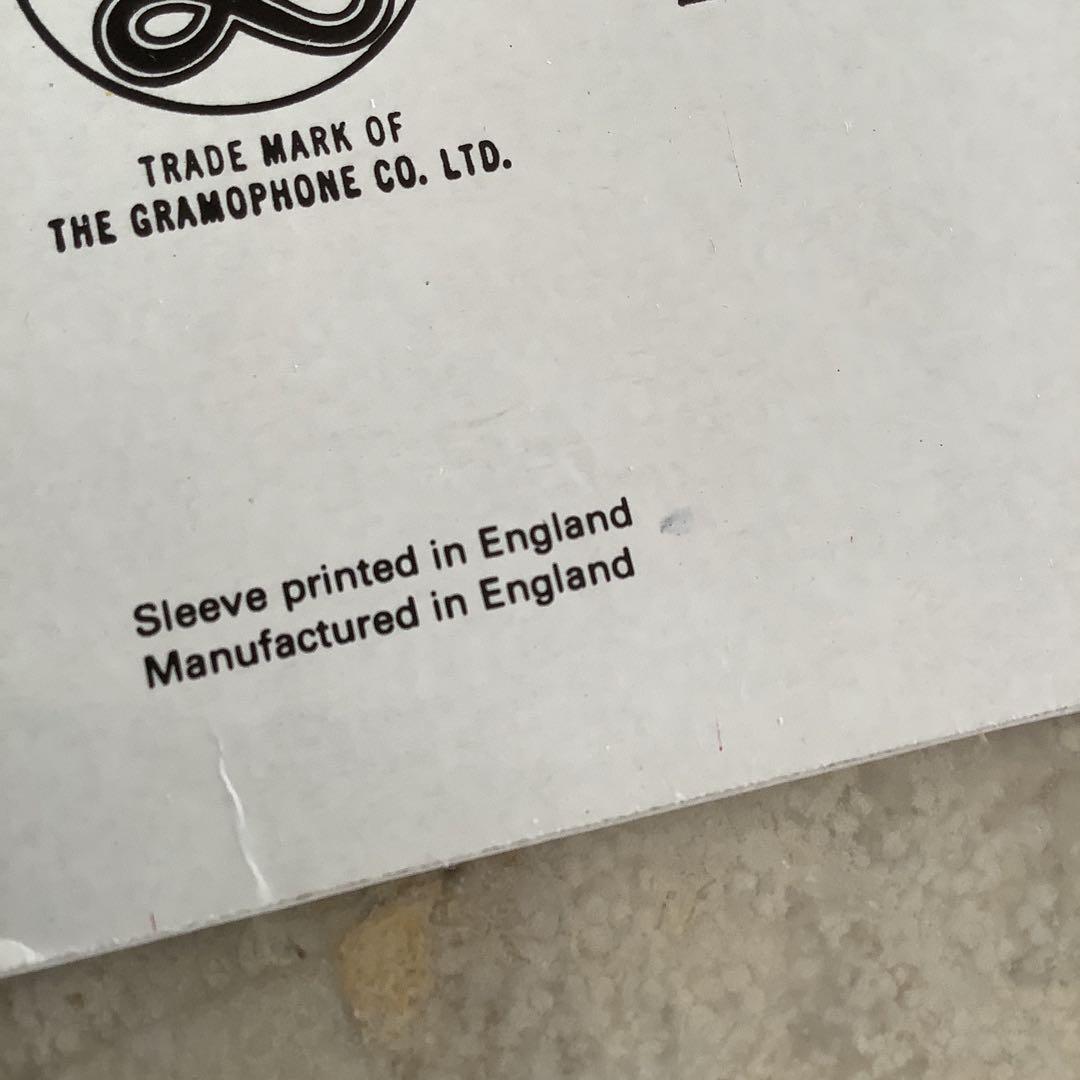 TRADE MARK OF
THE GRAMOPHONE CO. LTD.
Sleeve printed in England
Manufactured in England